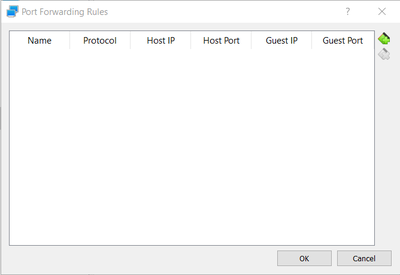 Port Forwarding Rules
Name Protocol Host IP Host Port Guest IP Guest Port
OK Cancel